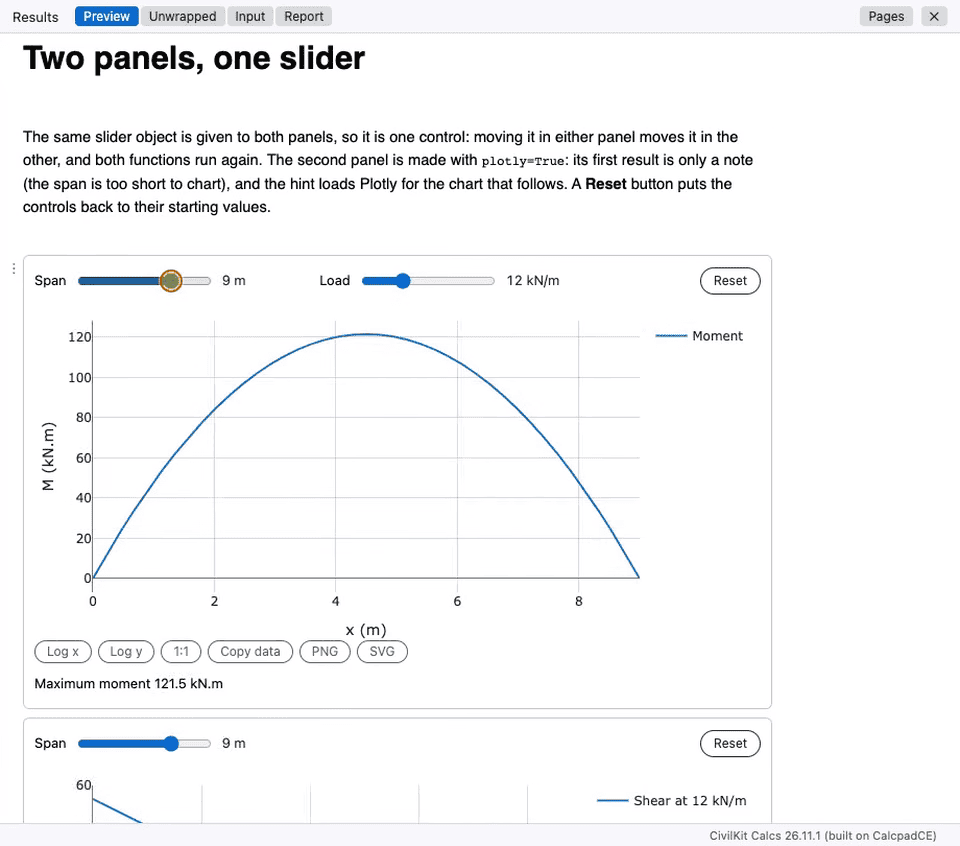 Results Preview Unwrapped Input Report Pages ×
Two panels, one slider
The same slider object is given to both panels, so it is one control: moving it in either panel moves it in the
other, and both functions run again. The second panel is made with plotly=True: its first result is only a note
(the span is too short to chart), and the hint loads Plotly for the chart that follows. A Reset button puts the
controls back to their starting values.
Span 9 m Load 12 kN/m Reset
Moment
120
100
80
60
40
20
0
M (kN.m)
0 2 4 6 8
x (m)
Log x Log y 1:1 Copy data PNG SVG
Maximum moment 121.5 kN.m
Span 9 m Reset
60
Shear at 12 kN/m
CivilKit Calcs 26.11.1 (built on CalcpadCE)